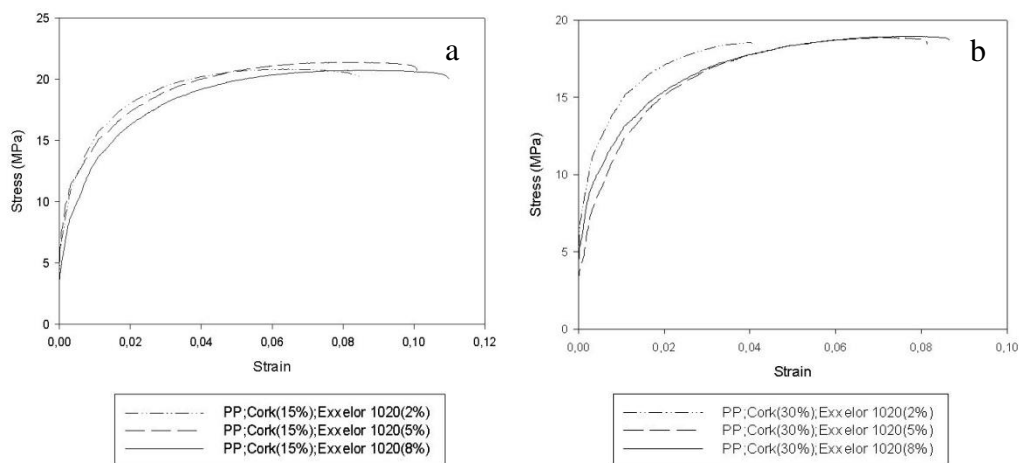 a
25
20
15
10
5
0
Stress (MPa)
0,00 0,02 0,04 0,06 0,08 0,10 0,12
Strain
PP;Cork(15%);Exxelor 1020(2%)
PP;Cork(15%);Exxelor 1020(5%)
PP;Cork(15%);Exxelor 1020(8%)
b
20
15
10
5
0
Stress (MPa)
0,00 0,02 0,04 0,06 0,08 0,10
Strain
PP;Cork(30%);Exxelor 1020(2%)
PP;Cork(30%);Exxelor 1020(5%)
PP;Cork(30%);Exxelor 1020(8%)